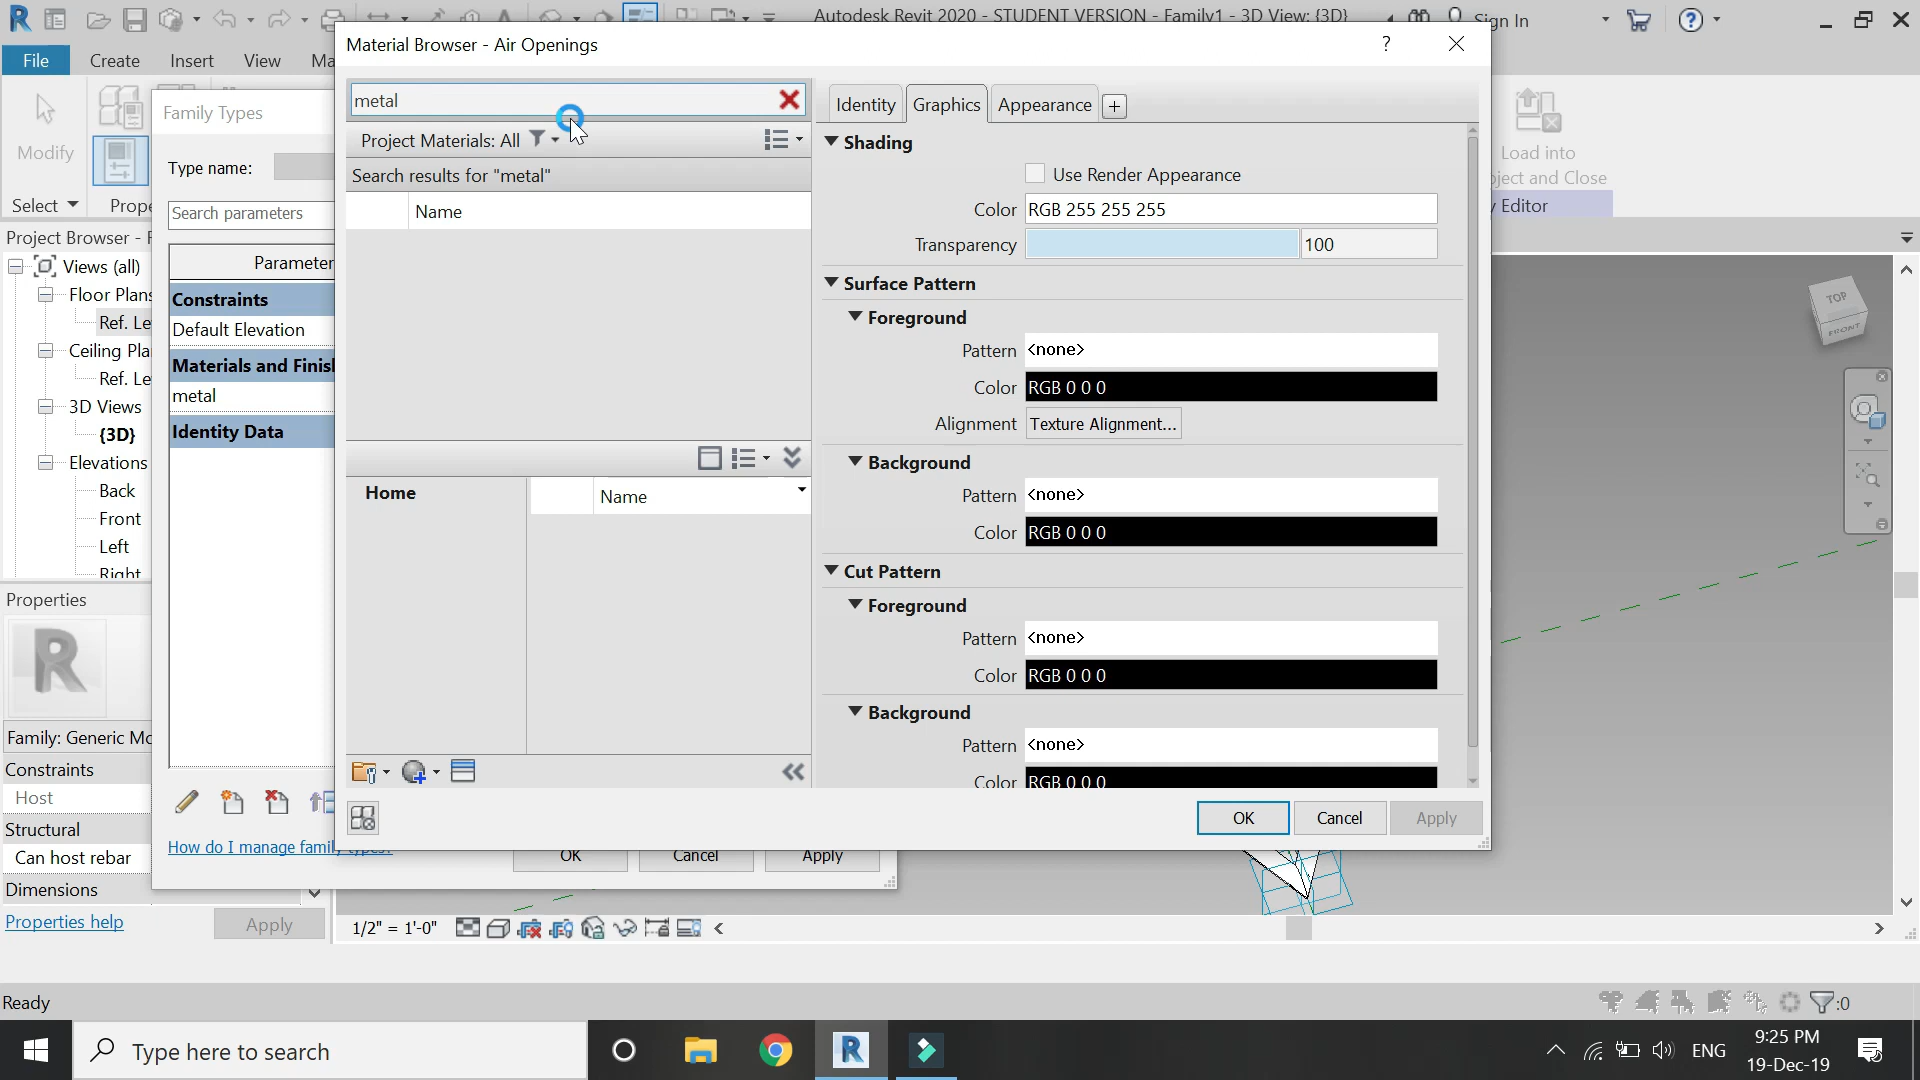 Autodesk Revit 2020 - STUDENT VERSION - Family1 - 3D View: {3D}
Sign In
File
Create
Insert
View
Modify
Select
Load into
Material Browser - Air Openings
metal
Project Materials: All
Search results for "metal"
Name
Home
Name
Identity
Graphics
Appearance
Shading
Use Render Appearance
Color RGB 255 255 255
Transparency 100
Surface Pattern
Foreground
Pattern <none>
Color RGB 0 0 0
Alignment Texture Alignment...
Background
Pattern <none>
Color RGB 0 0 0
Cut Pattern
Foreground
Pattern <none>
Color RGB 0 0 0
Background
Pattern <none>
Color RGB 0 0 0
OK
Cancel
Apply
Family Types
Type name:
Search parameters
Parameter
Constraints
Default Elevation
Materials and Finish
metal
Identity Data
How do I manage family types?
OK
Cancel
Apply
Project Browser - F
Views (all)
Floor Plans
Ref. Le
Ceiling Pla
Ref. Le
3D Views
{3D}
Elevations
Back
Front
Left
Right
Properties
Family: Generic Mo
Constraints
Host
Structural
Can host rebar
Dimensions
Properties help
Apply
ject and Close
y Editor
TOP
FRONT
1/2" = 1'-0"
Ready
:0
Type here to search
ENG
9:25 PM
19-Dec-19